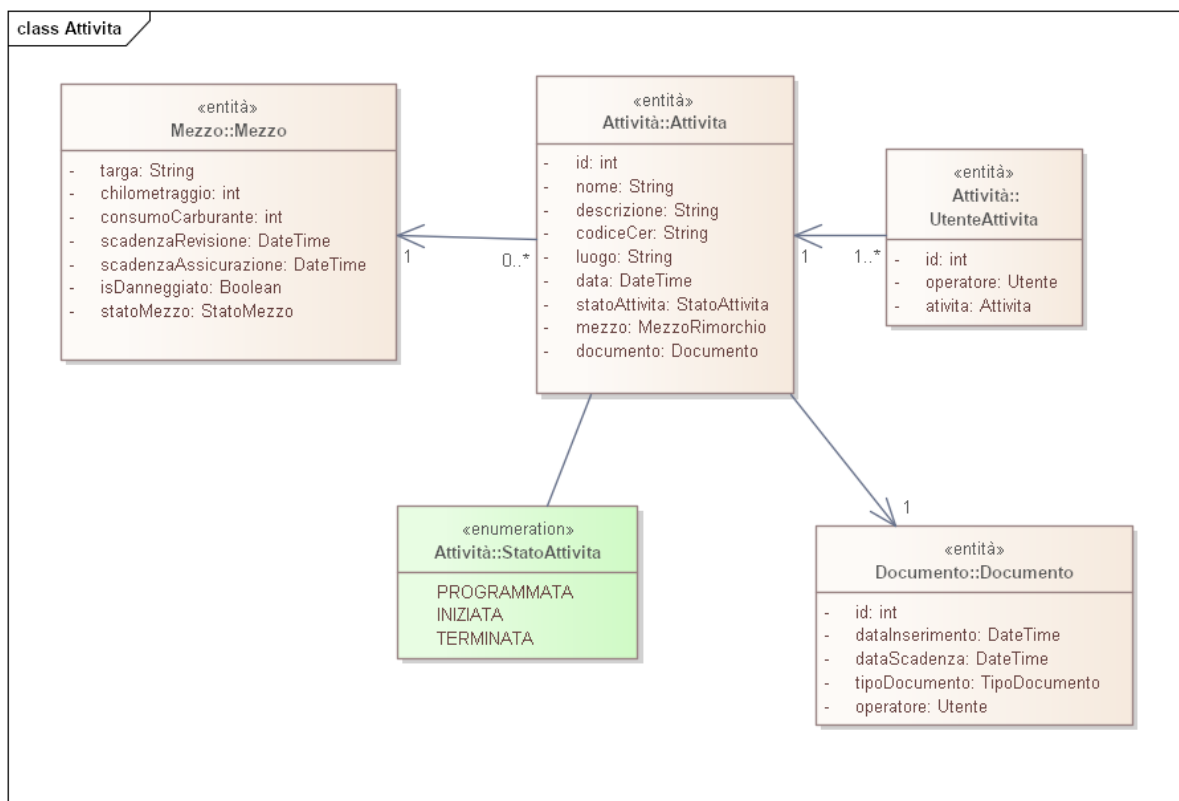 class Attivita
«entità»
Mezzo::Mezzo
- targa: String
- chilometraggio: int
- consumoCarburante: int
- scadenzaRevisione: DateTime
- scadenzaAssicurazione: DateTime
- isDanneggiato: Boolean
- statoMezzo: StatoMezzo
1
0..*
«entità»
Attività::Attivita
- id: int
- nome: String
- descrizione: String
- codiceCer: String
- luogo: String
- data: DateTime
- statoAttivita: StatoAttivita
- mezzo: MezzoRimorchio
- documento: Documento
1
1..*
«entità»
Attività::
UtenteAttivita
- id: int
- operatore: Utente
- ativita: Attivita
«enumeration»
Attività::StatoAttivita
PROGRAMMATA
INIZIATA
TERMINATA
1
«entità»
Documento::Documento
- id: int
- dataInserimento: DateTime
- dataScadenza: DateTime
- tipoDocumento: TipoDocumento
- operatore: Utente